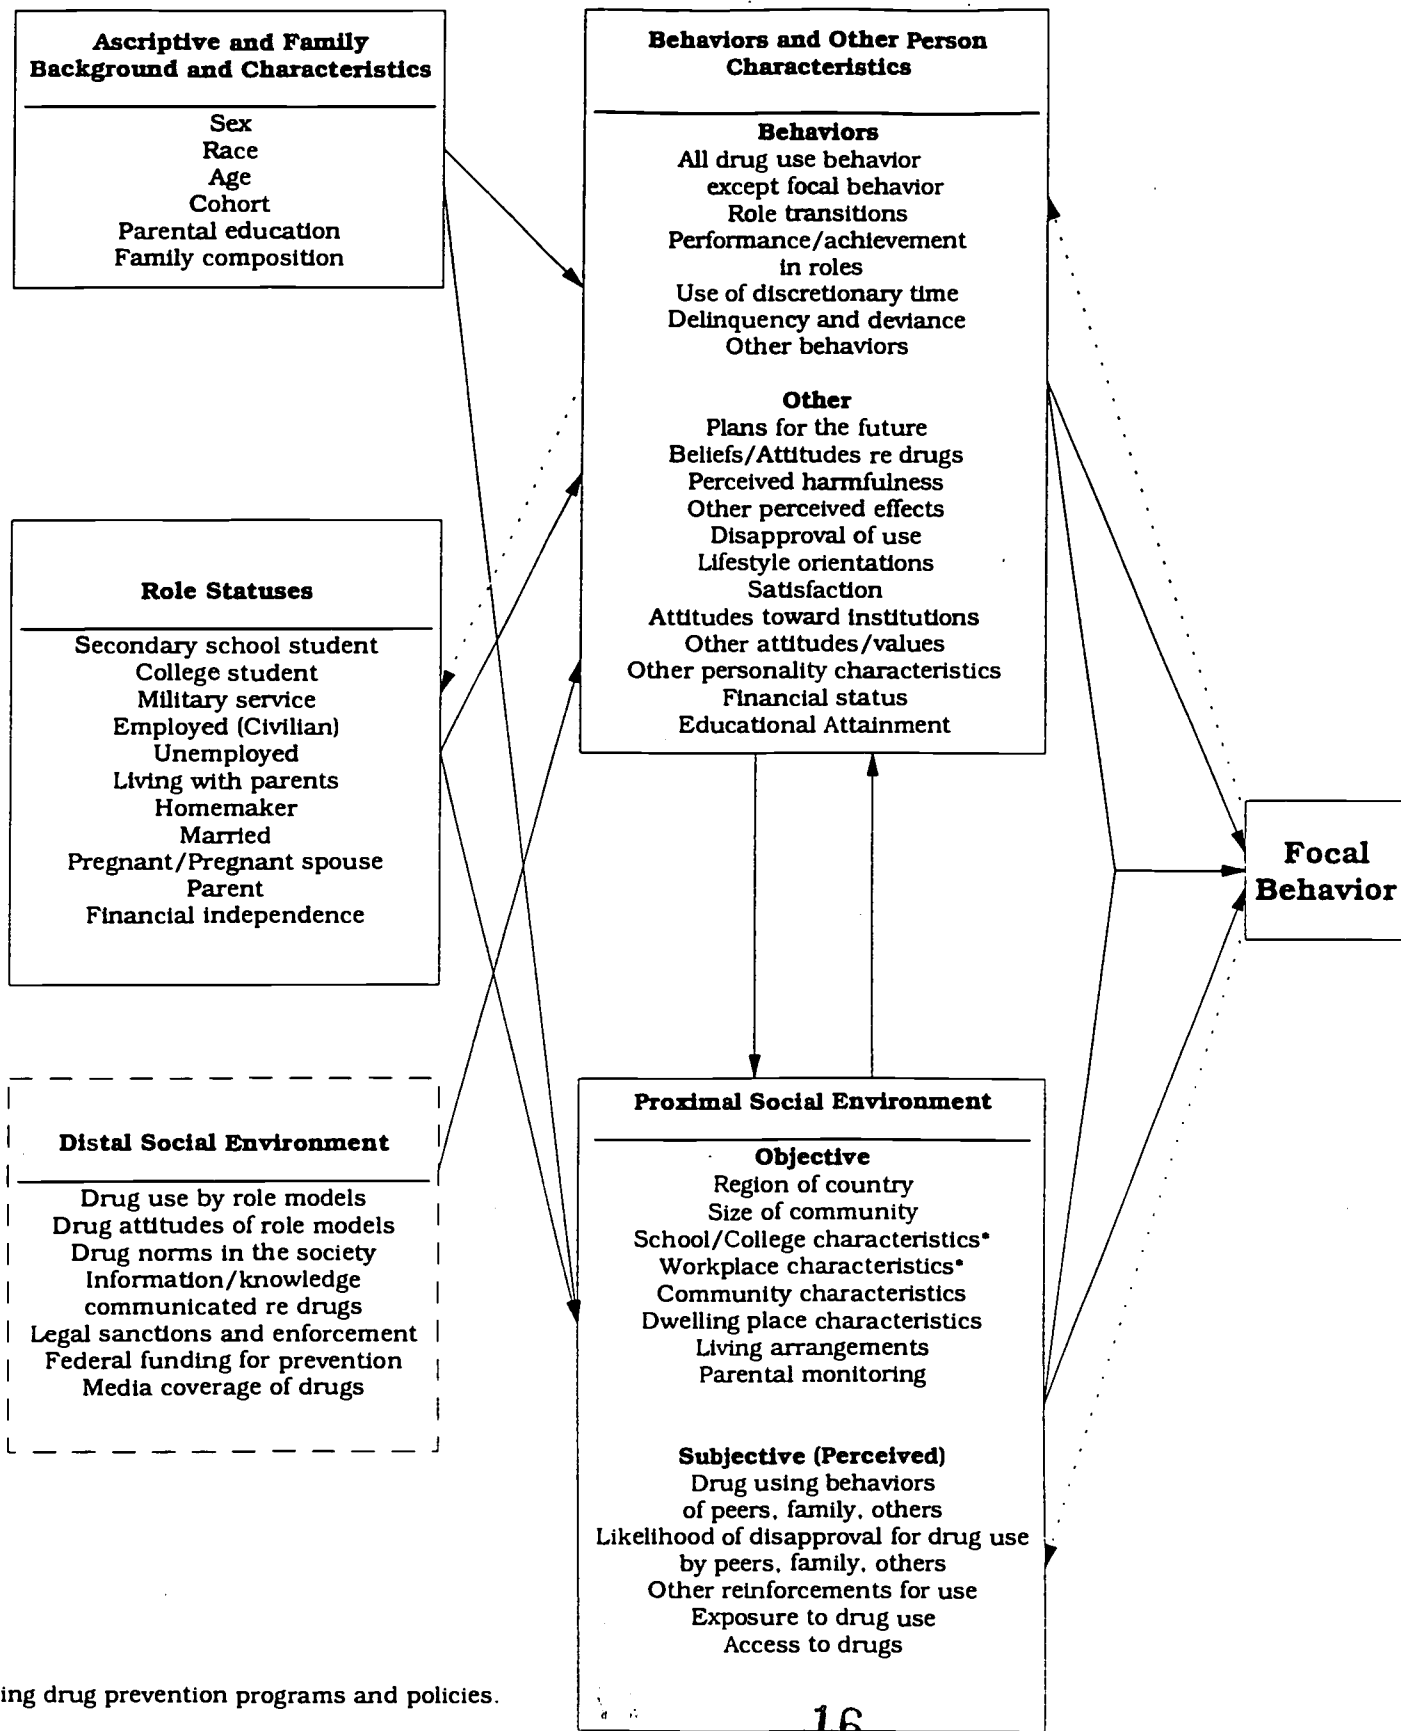 Ascriptive and Family
Background and Characteristics
Sex
Race
Age
Cohort
Parental education
Family composition
Role Statuses
Secondary school student
College student
Military service
Employed (Civilian)
Unemployed
Living with parents
Homemaker
Married
Pregnant/Pregnant spouse
Parent
Financial independence
Distal Social Environment
Drug use by role models
Drug attitudes of role models
Drug norms in the society
Information/knowledge
communicated re drugs
Legal sanctions and enforcement
Federal funding for prevention
Media coverage of drugs
Behaviors and Other Person
Characteristics
Behaviors
All drug use behavior
except focal behavior
Role transitions
Performance/achievement
in roles
Use of discretionary time
Delinquency and deviance
Other behaviors
Other
Plans for the future
Beliefs/Attitudes re drugs
Perceived harmfulness
Other perceived effects
Disapproval of use
Lifestyle orientations
Satisfaction
Attitudes toward institutions
Other attitudes/values
Other personality characteristics
Financial status
Educational Attainment
Proximal Social Environment
Objective
Region of country
Size of community
School/College characteristics*
Workplace characteristics*
Community characteristics
Dwelling place characteristics
Living arrangements
Parental monitoring
Subjective (Perceived)
Drug using behaviors
of peers, family, others
Likelihood of disapproval for drug use
by peers, family, others
Other reinforcements for use
Exposure to drug use
Access to drugs
Focal
Behavior
ing drug prevention programs and policies.
16